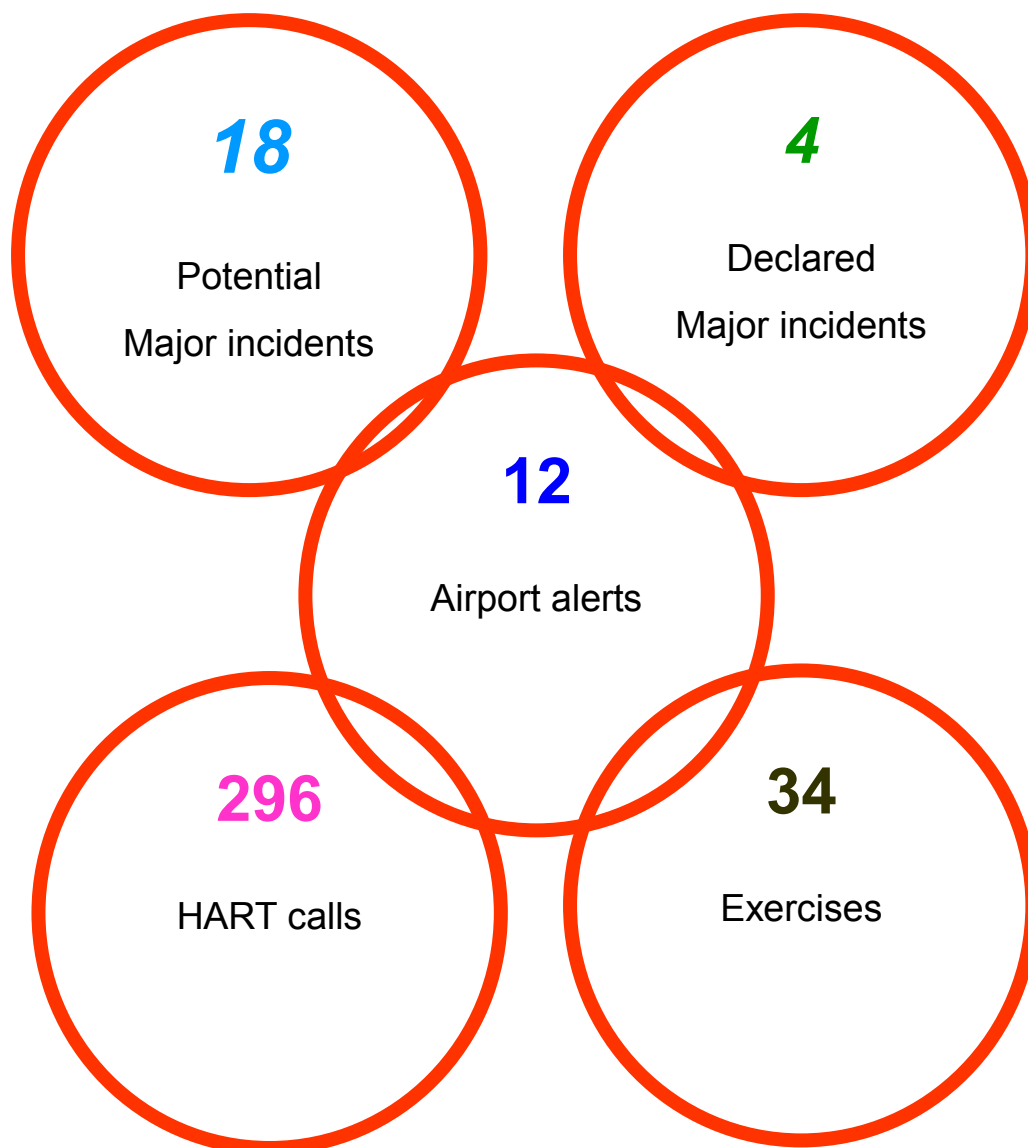 18
Potential
Major incidents
4
Declared
Major incidents
12
Airport alerts
296
HART calls
34
Exercises